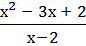 x² − 3x + 2
x−2